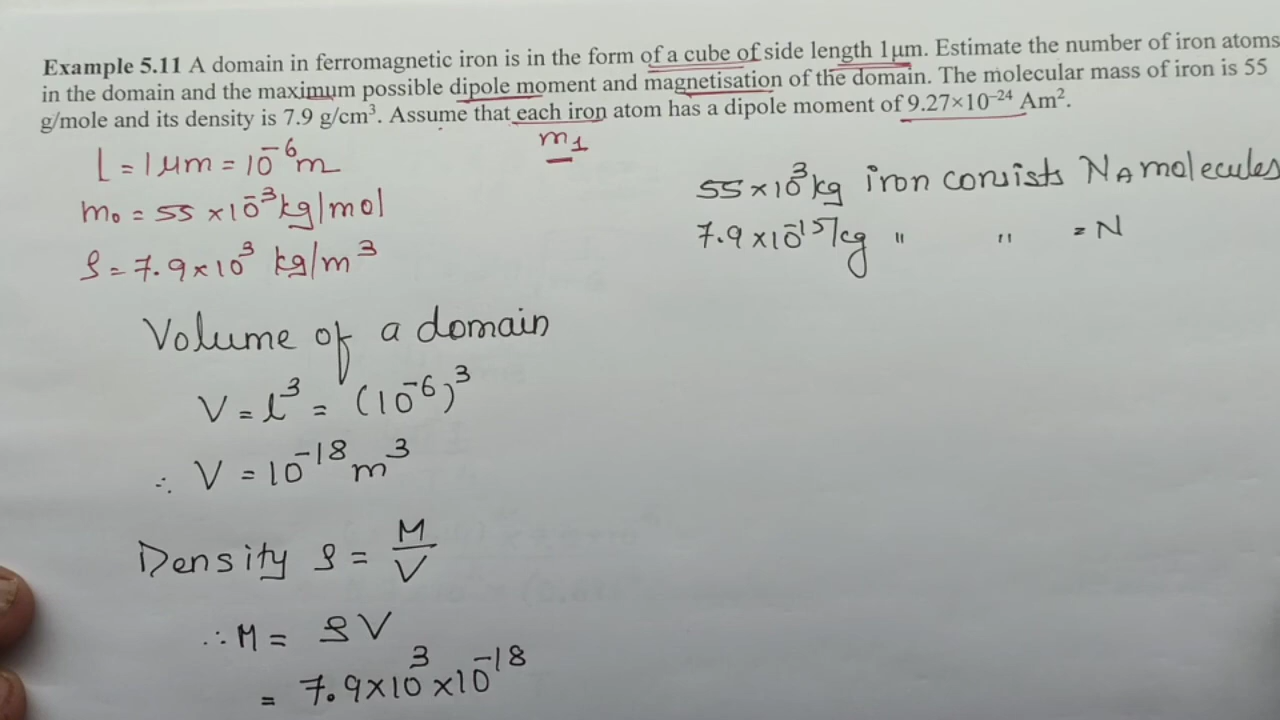 Example 5.11 A domain in ferromagnetic iron is in the form of a cube of side length 1μm. Estimate the number of iron atoms
in the domain and the maximum possible dipole moment and magnetisation of the domain. The molecular mass of iron is 55
g/mole and its density is 7.9 g/cm³. Assume that each iron atom has a dipole moment of 9.27×10⁻²⁴ Am².
m₁
l = 1 μm = 10⁻⁶ m
m₀ = 55 × 10⁻³ kg/mol
ρ = 7.9 × 10³ kg/m³
Volume of a domain
V = l³ = (10⁻⁶)³
∴ V = 10⁻¹⁸ m³
Density ρ = M/V
∴ M = ρV
= 7.9×10³×10⁻¹⁸
55 × 10³ kg iron consists N_A molecules
7.9 × 10⁻¹⁵ kg " " = N